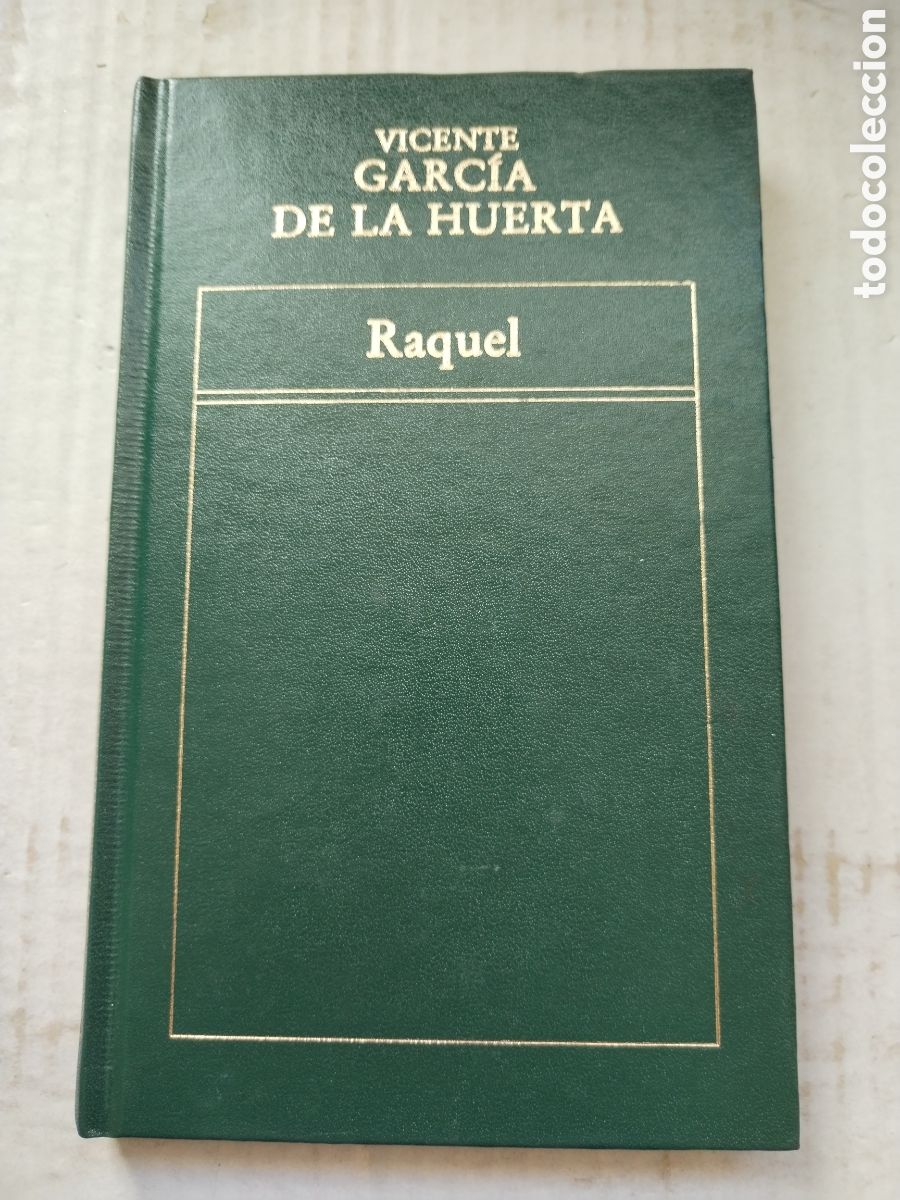 VICENTE
GARCÍA
DE LA HUERTA
Raquel
todocoleccion